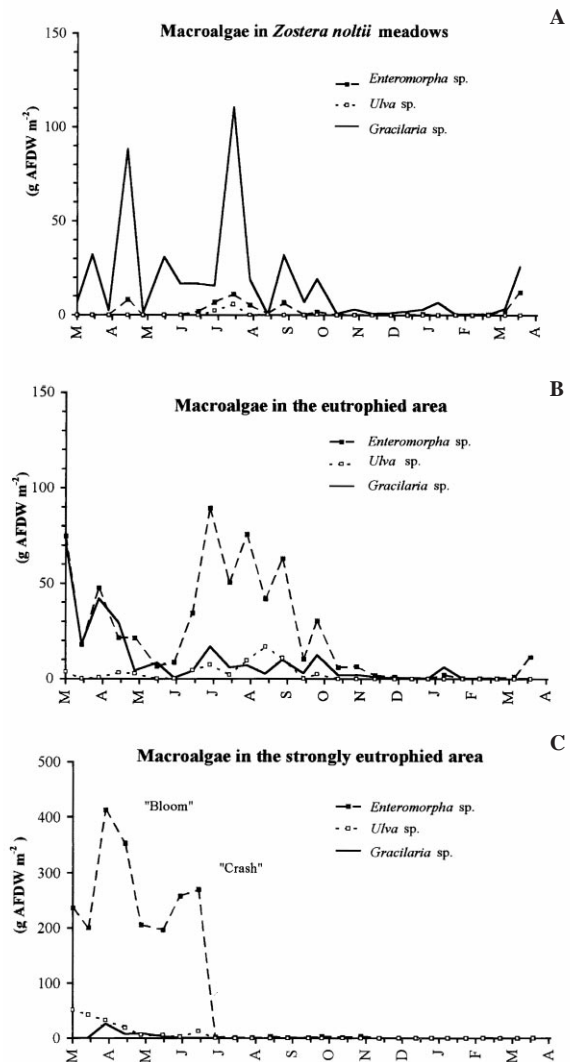 A
Macroalgae in Zostera noltii meadows
150
100
50
0
(g AFDW m⁻²)
Enteromorpha sp.
Ulva sp.
Gracilaria sp.
M A M J J A S O N D J F M A
B
Macroalgae in the eutrophied area
150
100
50
0
(g AFDW m⁻²)
Enteromorpha sp.
Ulva sp.
Gracilaria sp.
M A M J J A S O N D J F M A
C
Macroalgae in the strongly eutrophied area
500
400
300
200
100
0
(g AFDW m⁻²)
"Bloom"
"Crash"
Enteromorpha sp.
Ulva sp.
Gracilaria sp.
M A M J J A S O N D J F M A